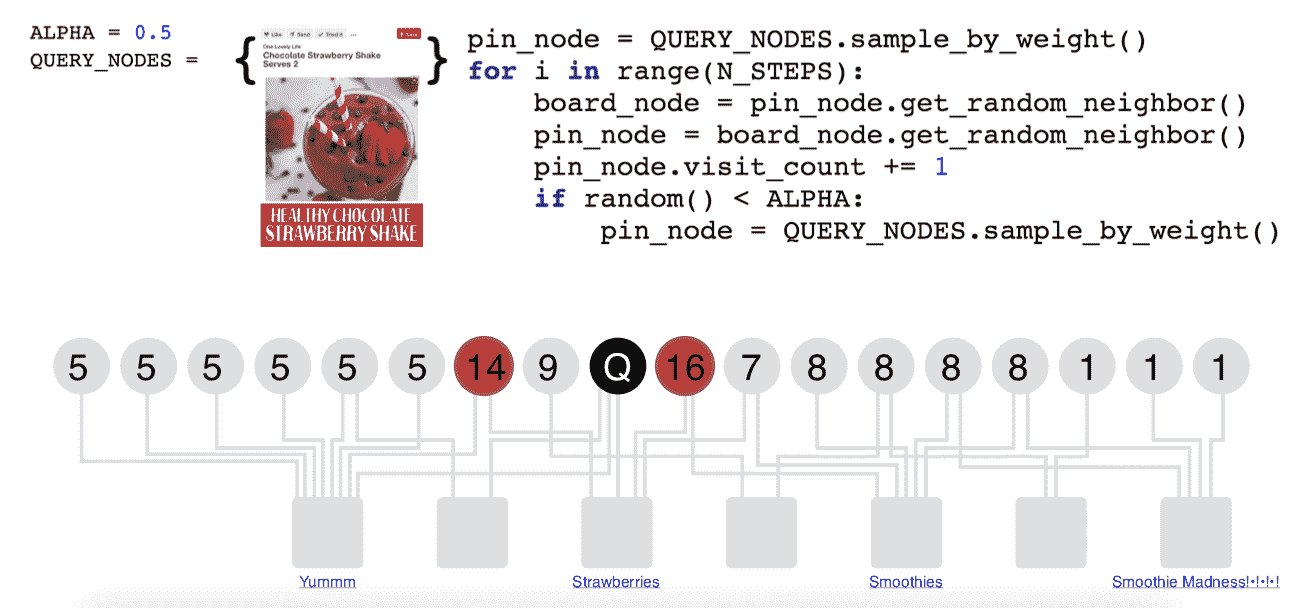 ALPHA = 0.5
QUERY_NODES =
{
Like Send Tried it ... Save
One Lovely Life
Chocolate Strawberry Shake
Serves 2
HEALTHY CHOCOLATE
STRAWBERRY SHAKE
}
pin_node = QUERY_NODES.sample_by_weight()
for i in range(N_STEPS):
board_node = pin_node.get_random_neighbor()
pin_node = board_node.get_random_neighbor()
pin_node.visit_count += 1
if random() < ALPHA:
pin_node = QUERY_NODES.sample_by_weight()
5 5 5 5 5 5 14 9 Q 16 7 8 8 8 8 1 1 1
Yummm Strawberries Smoothies Smoothie Madness!•!•!•!